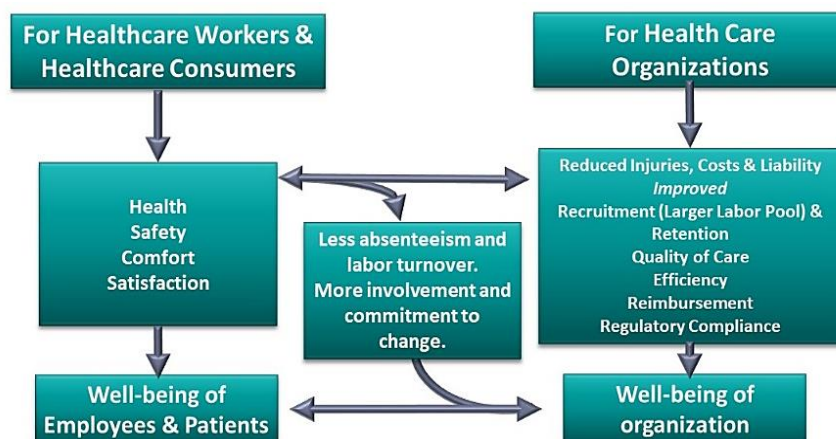 For Healthcare Workers &
Healthcare Consumers
For Health Care
Organizations
Health
Safety
Comfort
Satisfaction
Less absenteeism and
labor turnover.
More involvement and
commitment to
change.
Reduced Injuries, Costs & Liability
Improved
Recruitment (Larger Labor Pool) &
Retention
Quality of Care
Efficiency
Reimbursement
Regulatory Compliance
Well-being of
Employees & Patients
Well-being of
organization